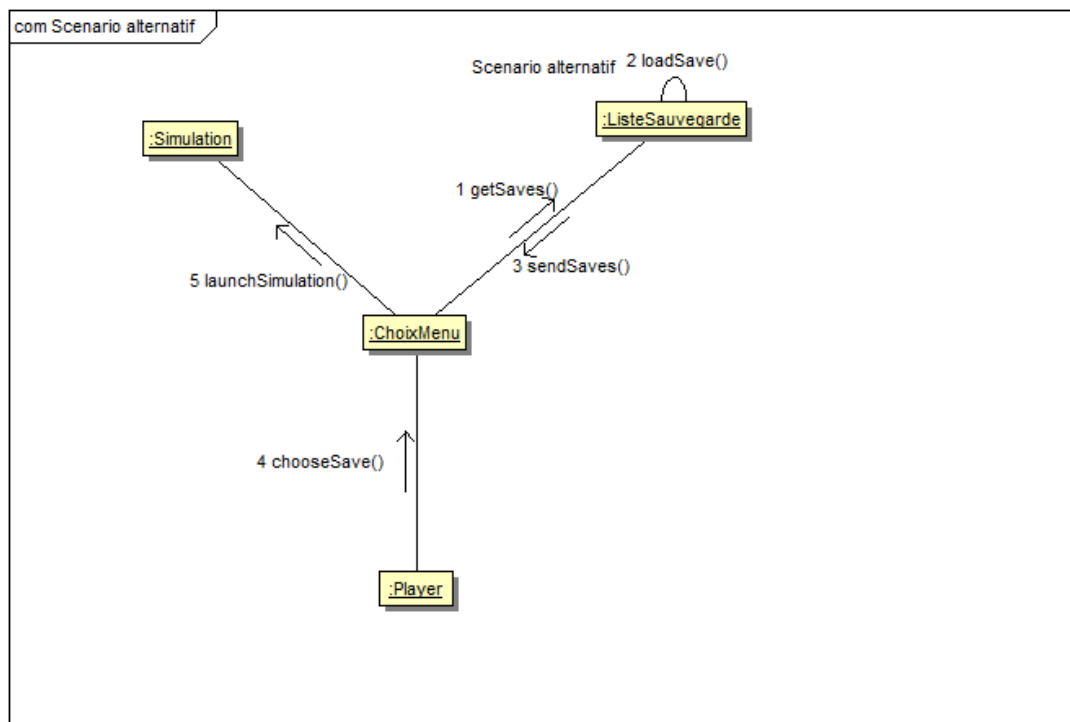 com Scenario alternatif
Scenario alternatif
2 loadSave()
:ListeSauvegarde
:Simulation
1 getSaves()
3 sendSaves()
5 launchSimulation()
:ChoixMenu
4 chooseSave()
:Player